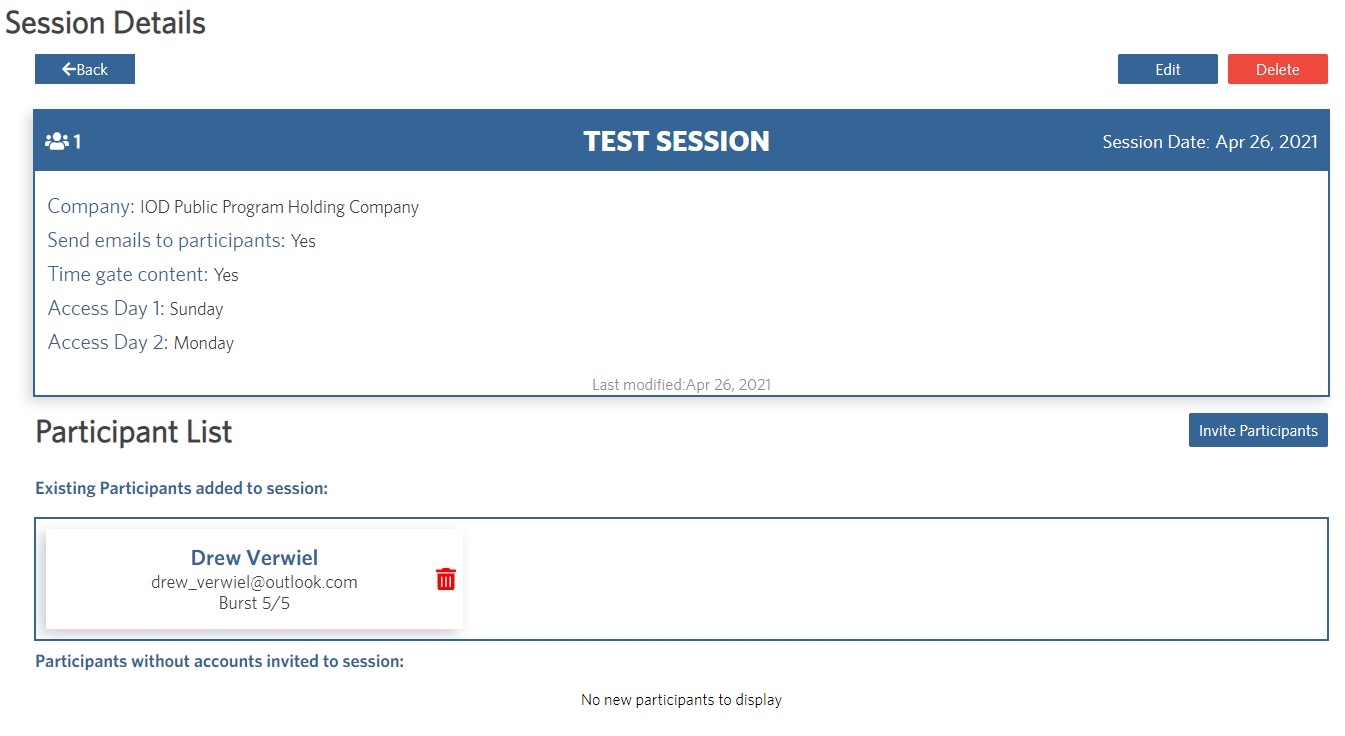 Session Details
Back
Edit
Delete
1
TEST SESSION
Session Date: Apr 26, 2021
Company: IOD Public Program Holding Company
Send emails to participants: Yes
Time gate content: Yes
Access Day 1: Sunday
Access Day 2: Monday
Last modified:Apr 26, 2021
Participant List
Invite Participants
Existing Participants added to session:
Drew Verwiel
drew_verwiel@outlook.com
Burst 5/5
Participants without accounts invited to session:
No new participants to display